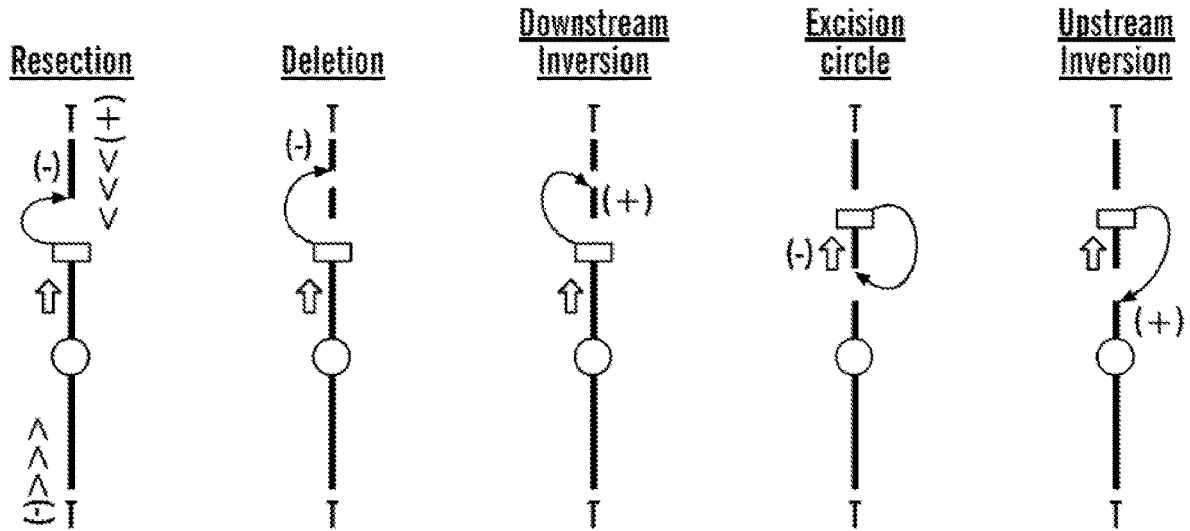 Resection
Deletion
Downstream
Inversion
Excision
circle
Upstream
Inversion
T
(+)
>>>
(-)
T
(-)
T
(-)
T
(+)
T
(-)
T
(+)
>>>
(-)
T
T
T
T
T